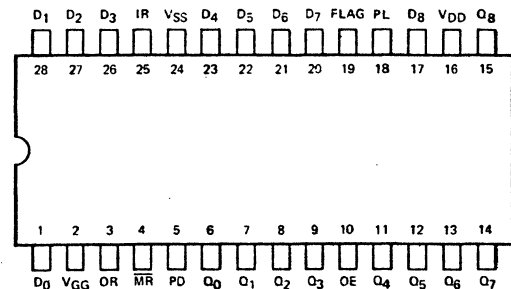 D1 D2 D3 IR VSS D4 D5 D6 D7 FLAG PL D8 VDD Q8
28 27 26 25 24 23 22 21 20 19 18 17 16 15
1 2 3 4 5 6 7 8 9 10 11 12 13 14
D0 VGG OR M̅R̅ PD Q0 Q1 Q2 Q3 OE Q4 Q5 Q6 Q7